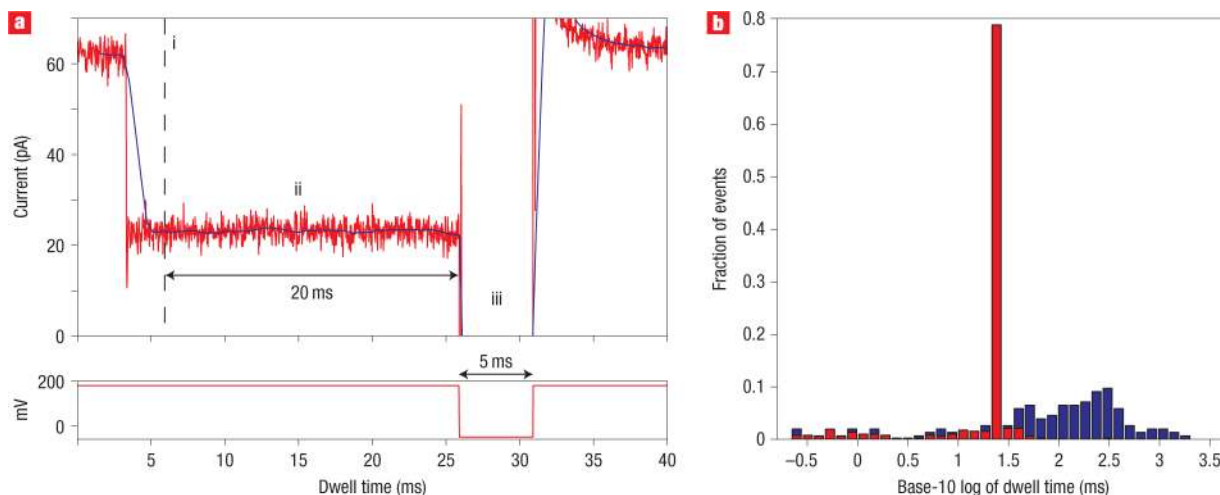 a
Current (pA)
60
40
20
0
i
ii
iii
20 ms
mV
200
0
5 ms
5
10
15
20
25
30
35
40
Dwell time (ms)
b
Fraction of events
0.8
0.7
0.6
0.5
0.4
0.3
0.2
0.1
0
–0.5
0
0.5
1
1.5
2
2.5
3
3.5
Base-10 log of dwell time (ms)